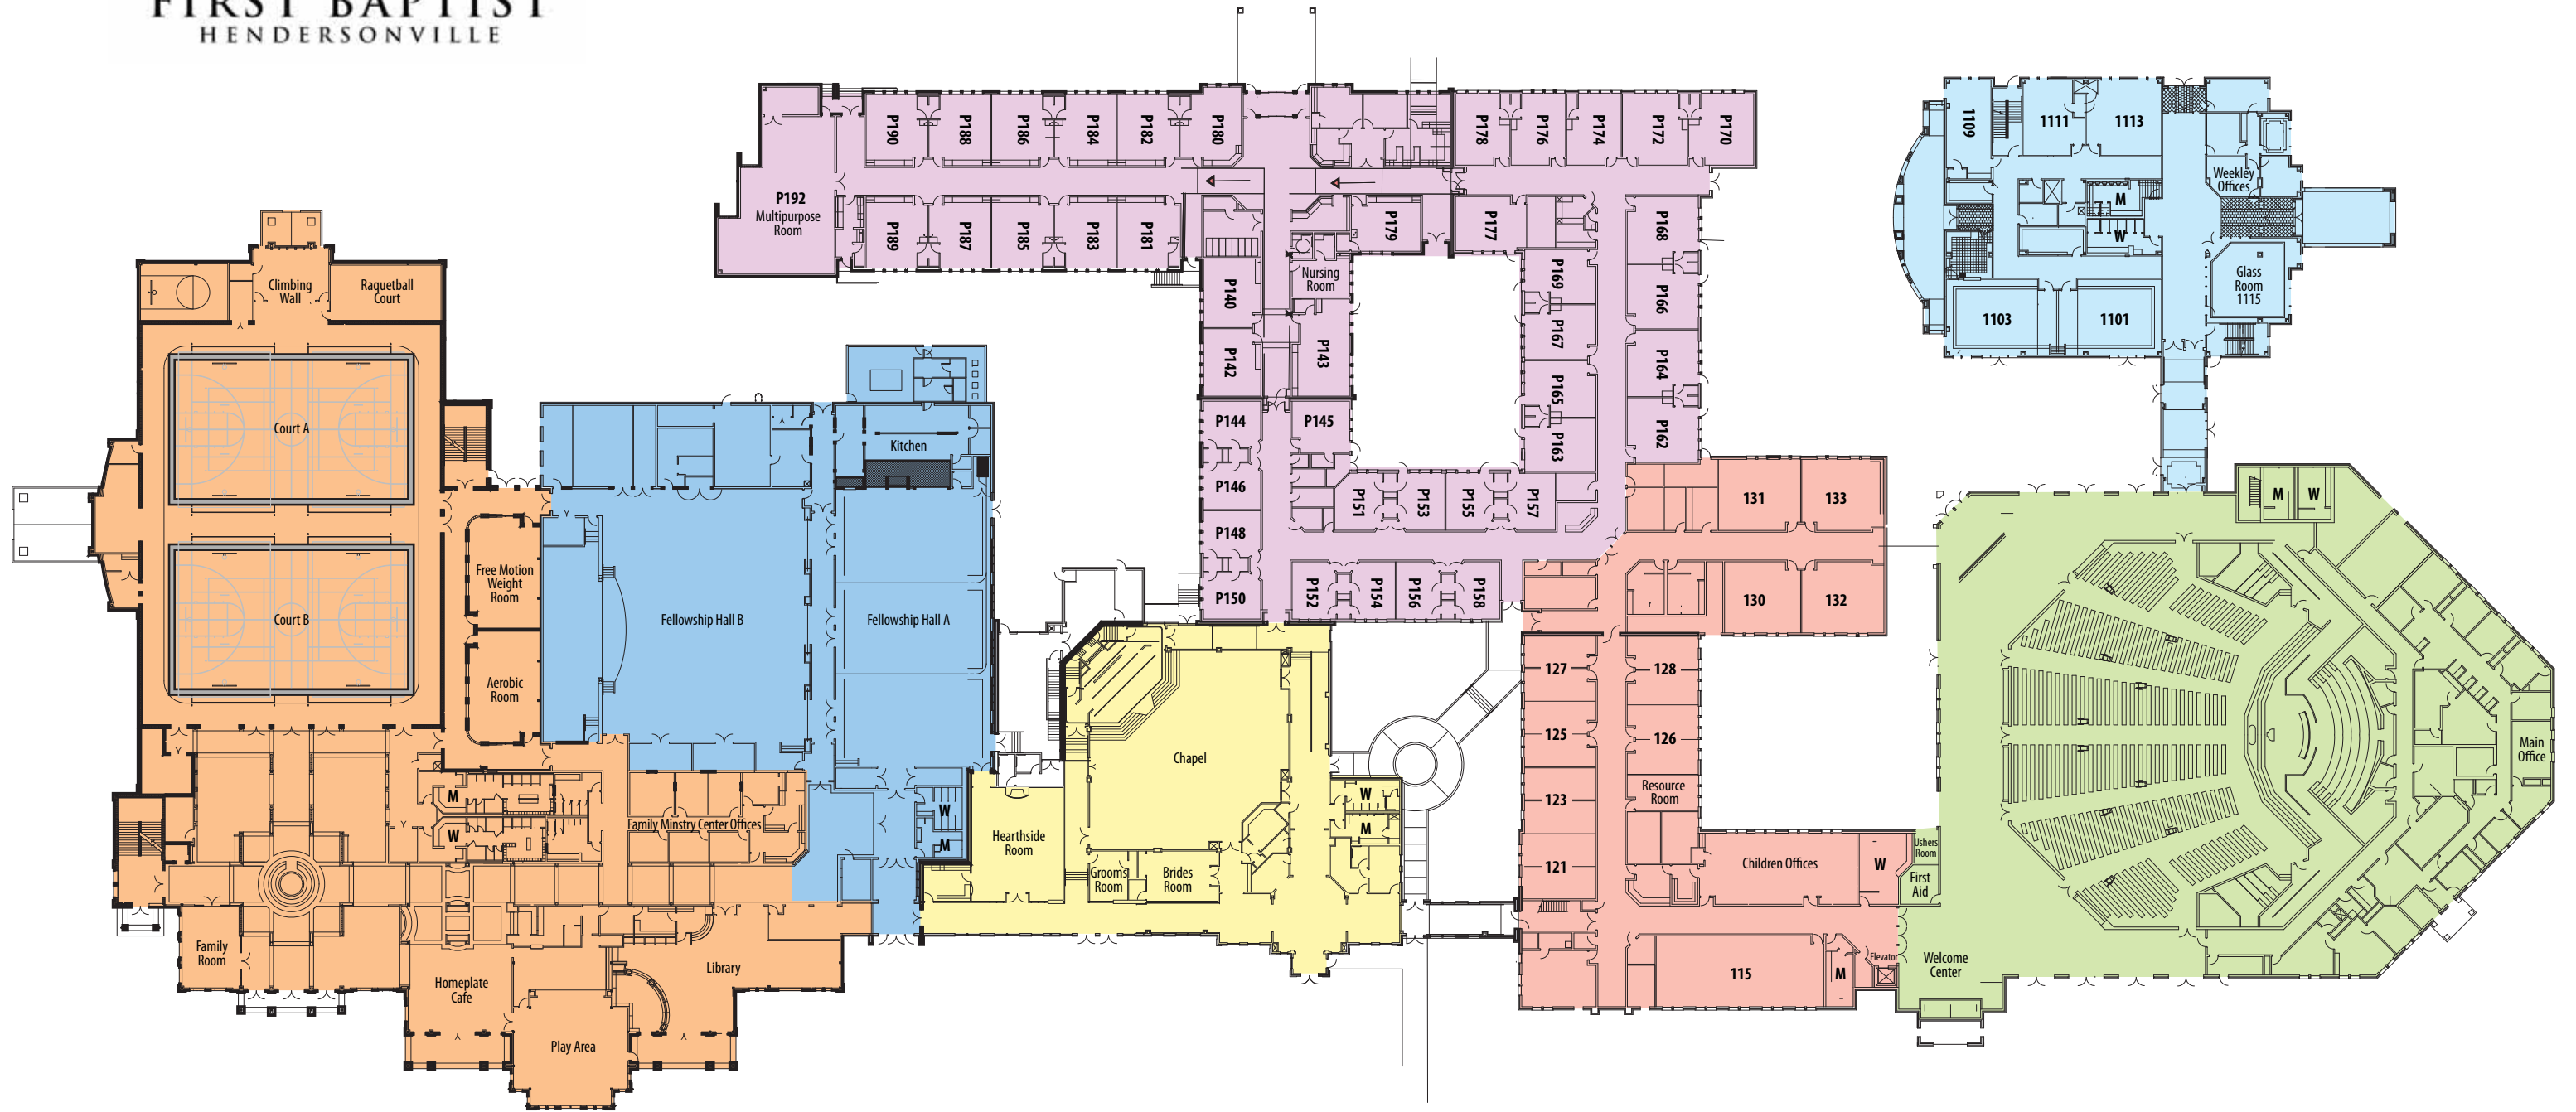 FIRST BAPTIST
HENDERSONVILLE
P190
P188
P186
P184
P182
P180
P178
P176
P174
P172
P170
P192
Multipurpose
Room
P189
P187
P185
P183
P181
P179
P177
P168
P140
Nursing
Room
P169
P166
P142
P143
P167
P164
P144
P145
P165
P162
P146
P163
P151
P153
P155
P157
P148
P150
P152
P154
P156
P158
1109
1111
1113
Weekley
Offices
M
W
Glass
Room
1115
1103
1101
Climbing
Wall
Raquetball
Court
Court A
Court B
Free Motion
Weight
Room
Aerobic
Room
M
W
Family Minstry Center Offices
Family
Room
Homeplate
Cafe
Play Area
Library
Kitchen
Fellowship Hall B
Fellowship Hall A
W
M
Chapel
Hearthside
Room
Grooms
Room
Brides
Room
W
M
131
133
130
132
127
128
125
126
123
Resource
Room
121
Children Offices
W
115
M
Elevator
Ushers
Room
First
Aid
Welcome
Center
M
W
Main
Office